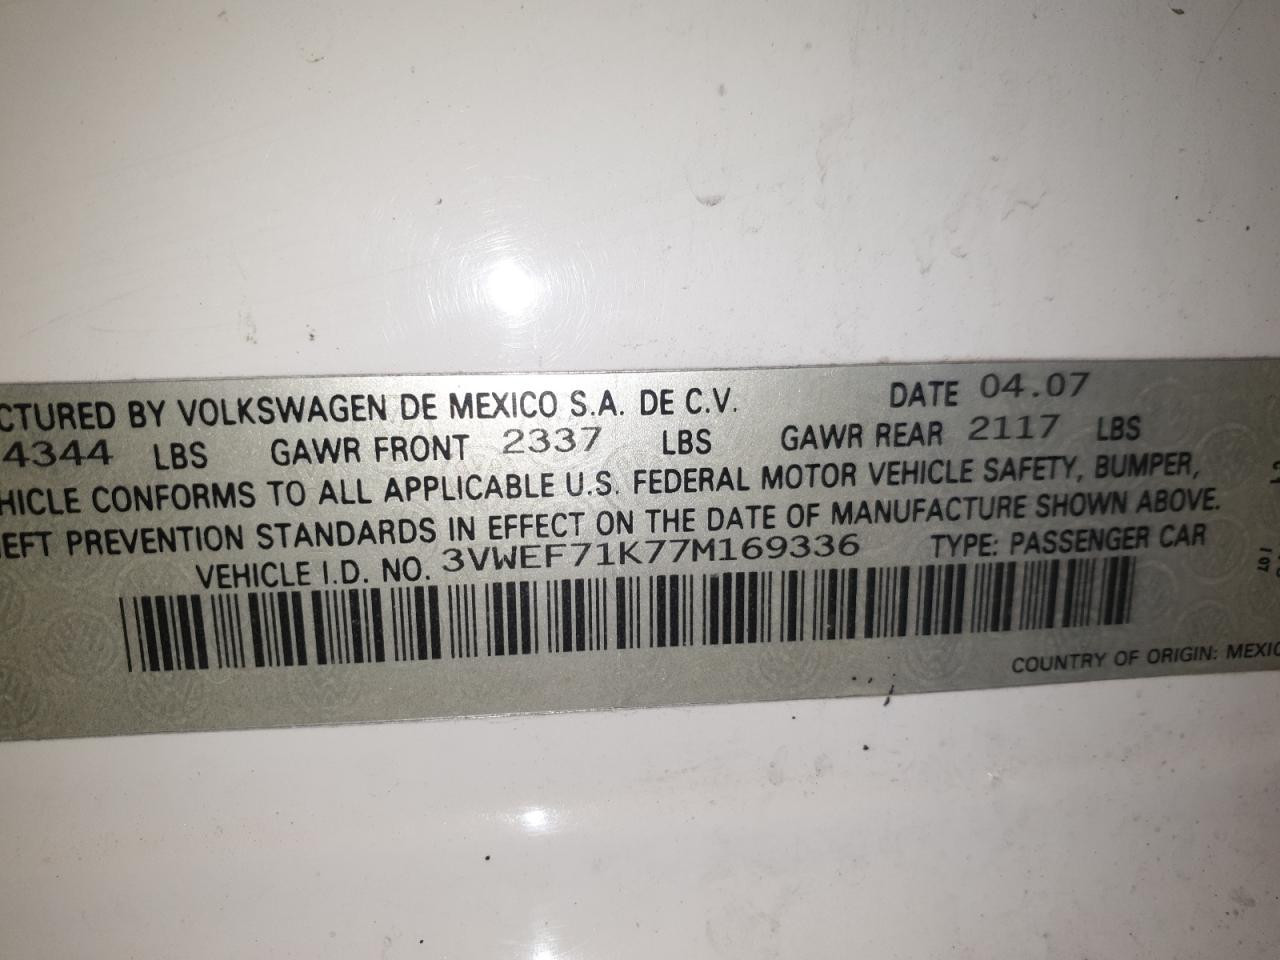 CTURED BY VOLKSWAGEN DE MEXICO S.A. DE C.V. DATE 04.07
4344 LBS GAWR FRONT 2337 LBS GAWR REAR 2117 LBS
HICLE CONFORMS TO ALL APPLICABLE U.S. FEDERAL MOTOR VEHICLE SAFETY, BUMPER,
EFT PREVENTION STANDARDS IN EFFECT ON THE DATE OF MANUFACTURE SHOWN ABOVE.
VEHICLE I.D. NO. 3VWEF71K77M169336 TYPE: PASSENGER CAR
COUNTRY OF ORIGIN: MEXIC